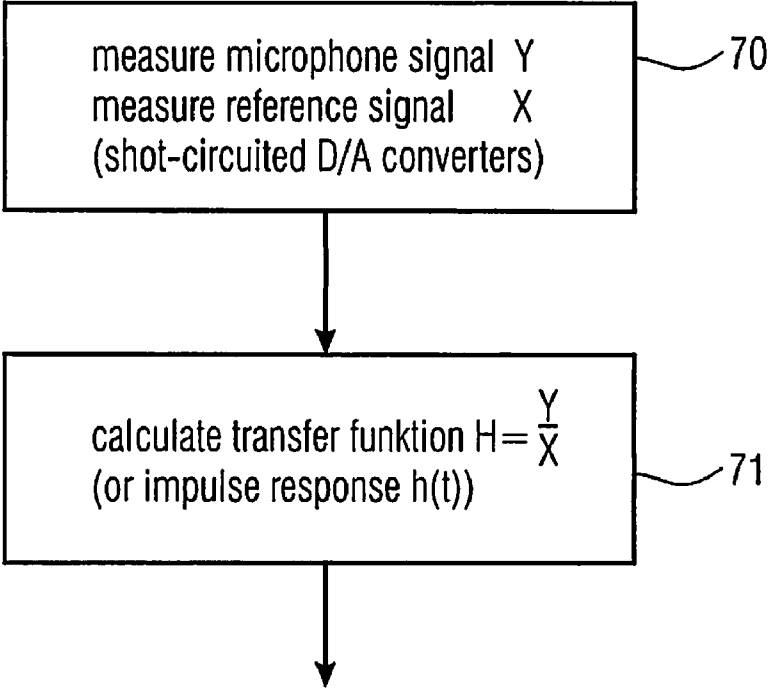 measure microphone signal Y
measure reference signal X
(shot-circuited D/A converters)
70
calculate transfer funktion H = Y/X
(or impulse response h(t))
71